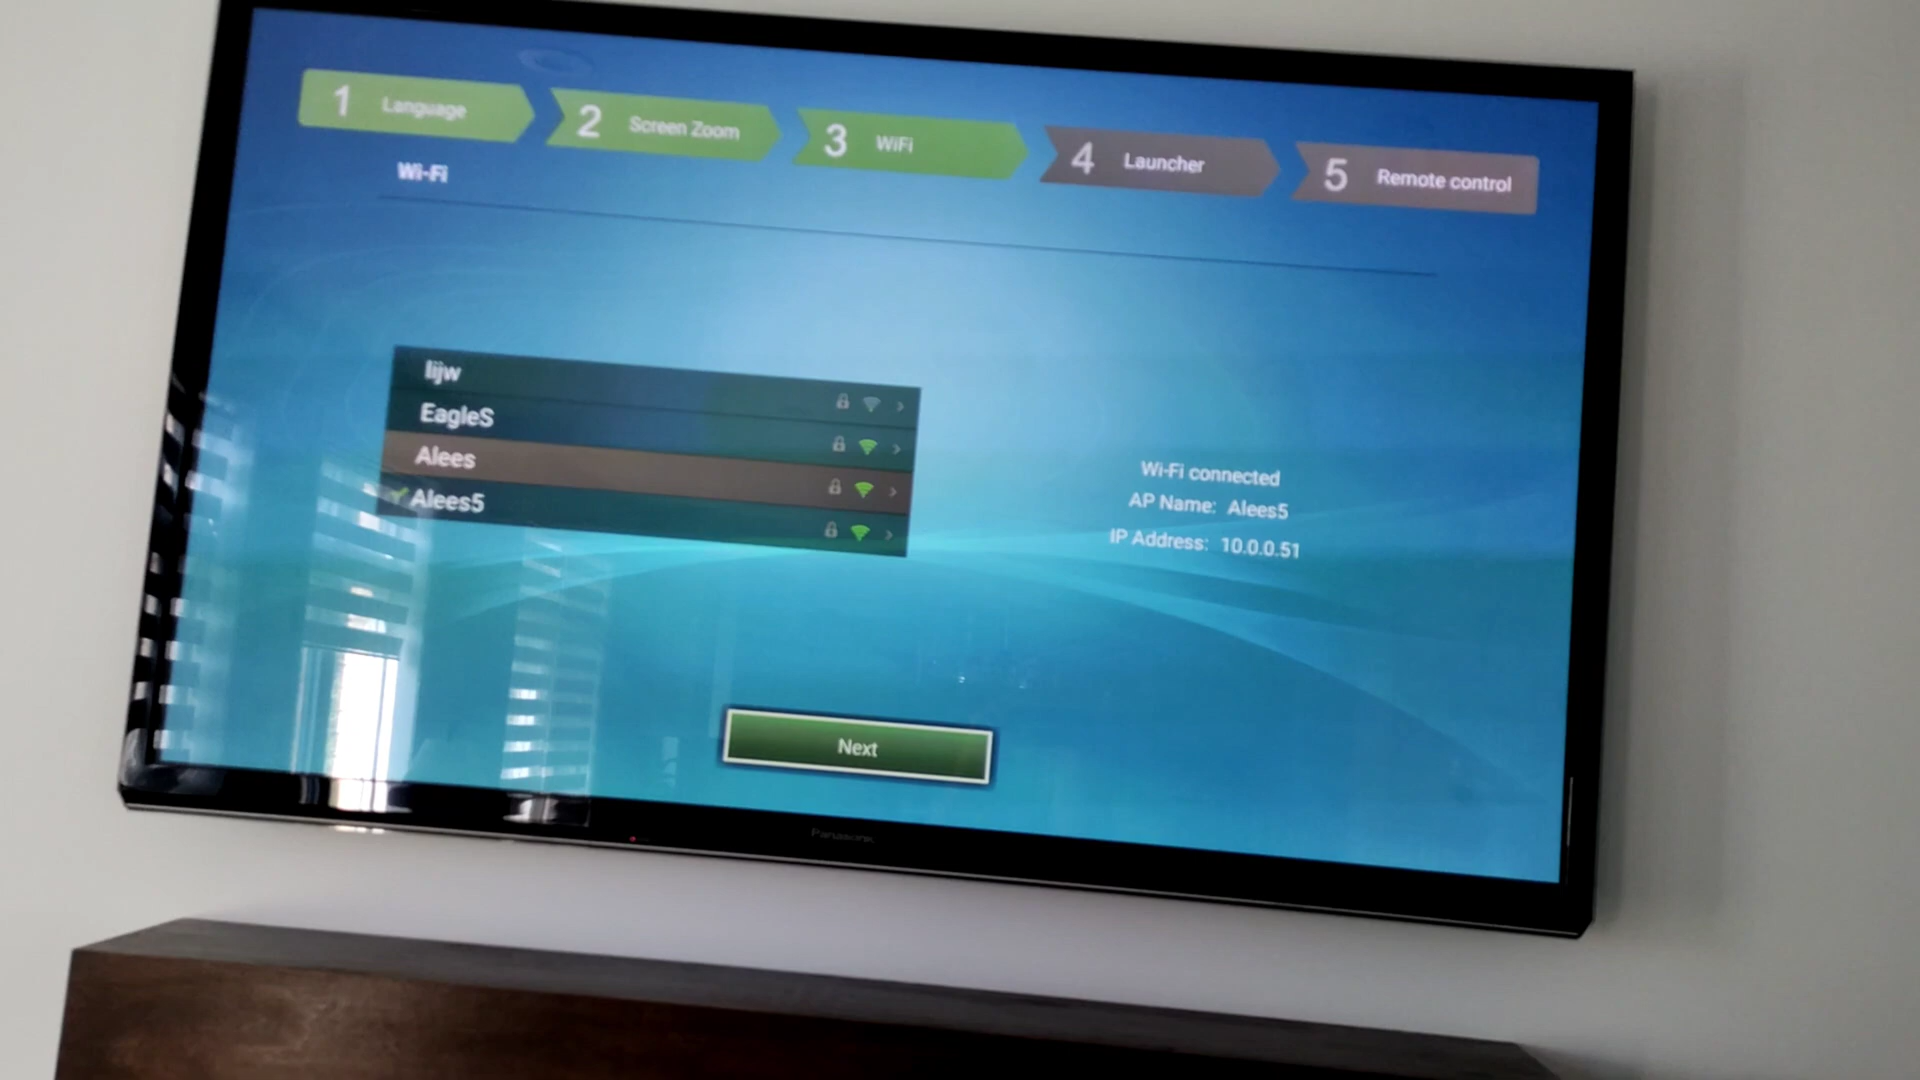 1 Language
2 Screen Zoom
3 WiFi
4 Launcher
5 Remote control
Wi-Fi
lijw
EagleS
Alees
Alees5
Wi-Fi connected
AP Name: Alees5
IP Address: 10.0.0.51
Next
Panasonic